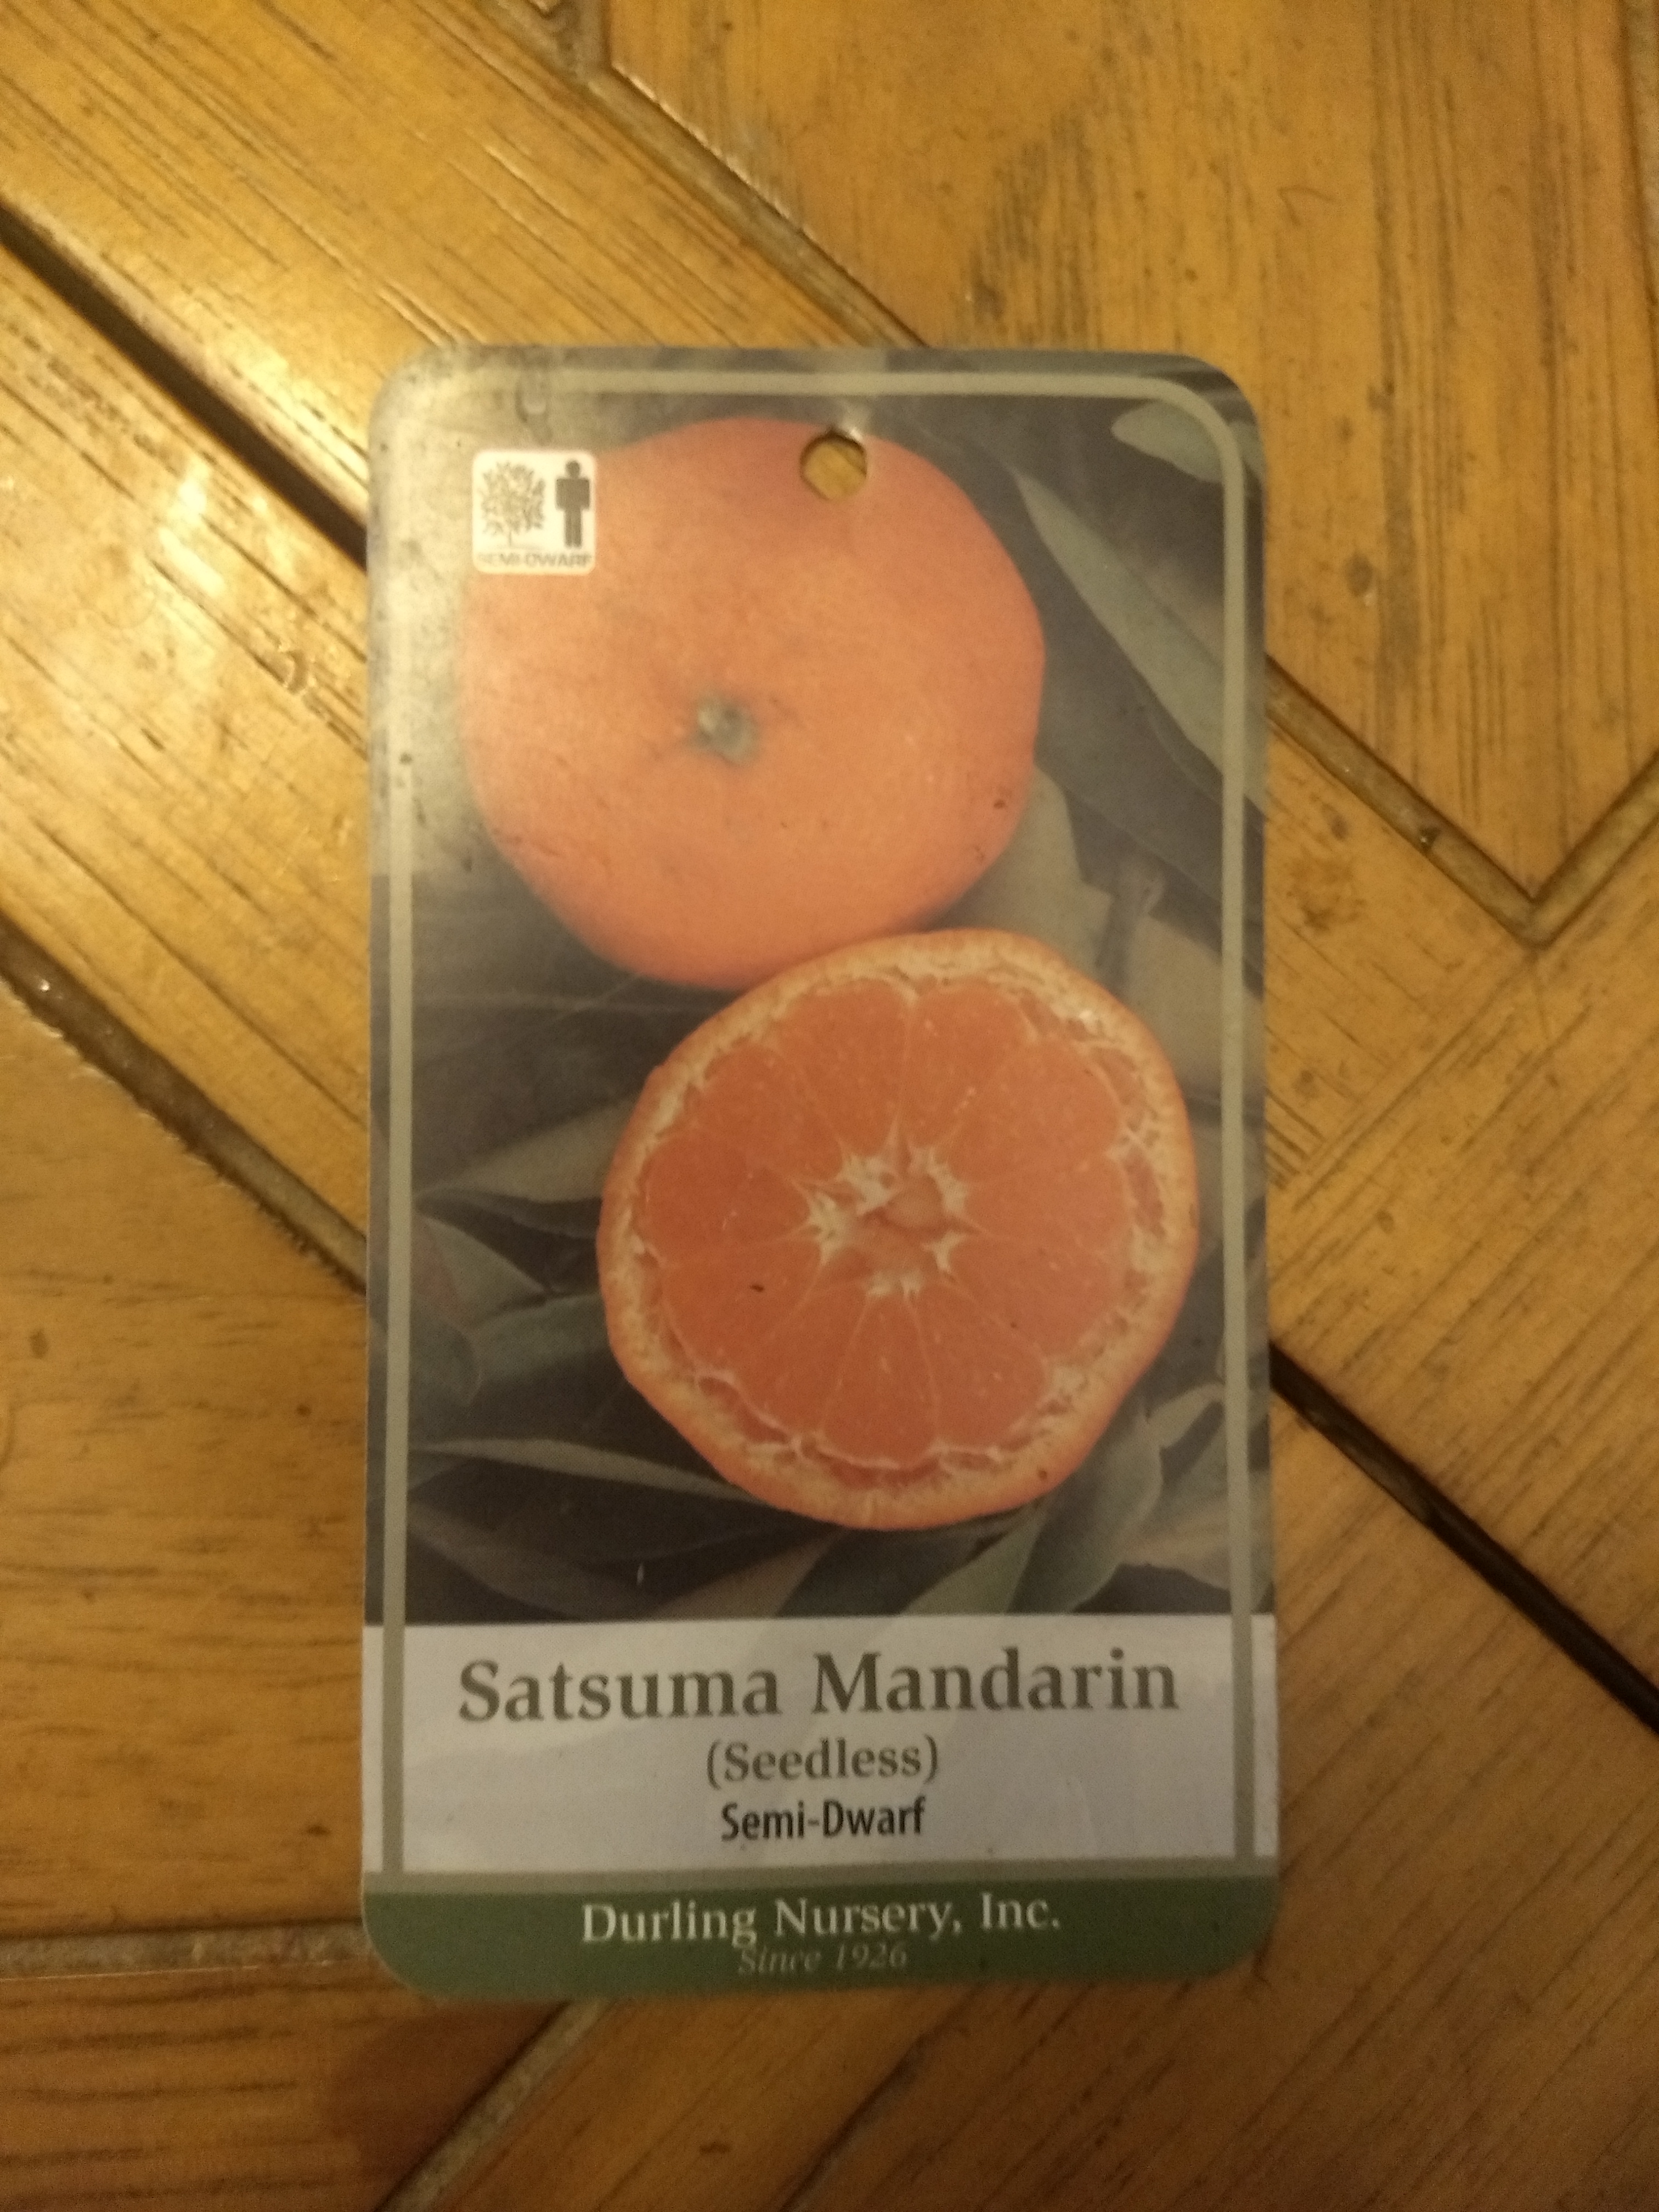 SEMI-DWARF
Satsuma Mandarin
(Seedless)
Semi-Dwarf
Durling Nursery, Inc.
Since 1926